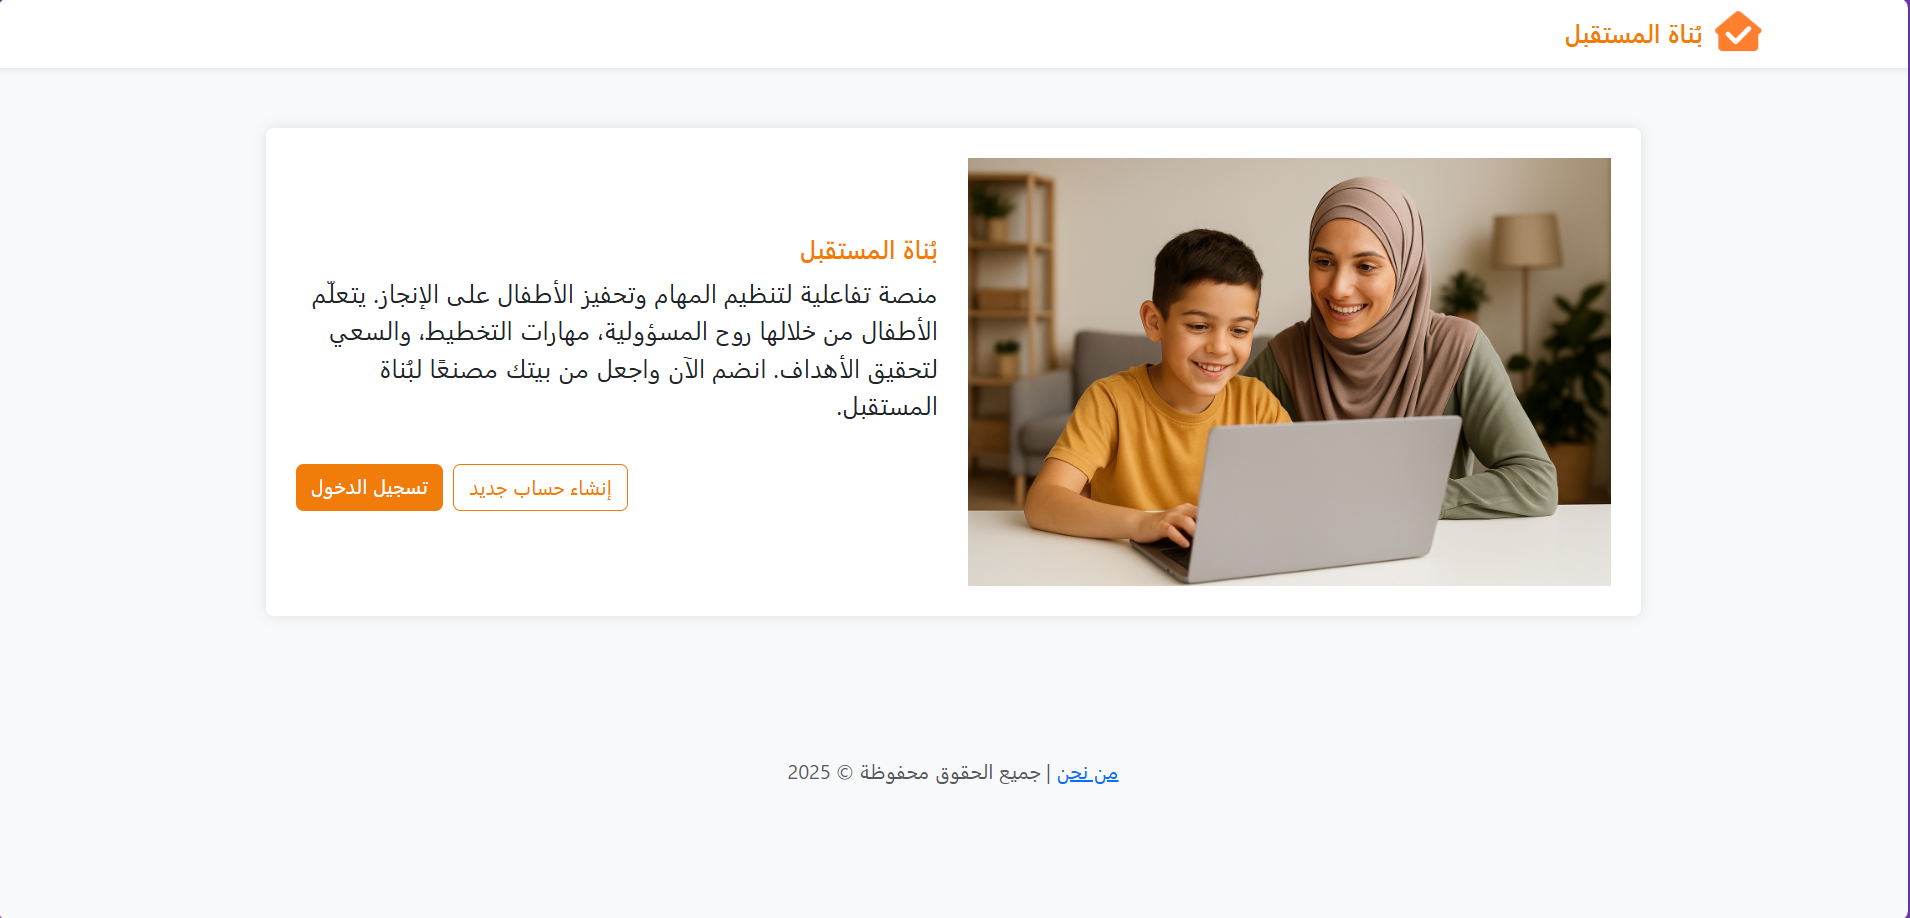 بُناة المستقبل
بُناة المستقبل
منصة تفاعلية لتنظيم المهام وتحفيز الأطفال على الإنجاز. يتعلّم
الأطفال من خلالها روح المسؤولية، مهارات التخطيط، والسعي
لتحقيق الأهداف. انضم الآن واجعل من بيتك مصنعًا لبُناة
المستقبل.
إنشاء حساب جديد
تسجيل الدخول
من نحن | جميع الحقوق محفوظة © 2025